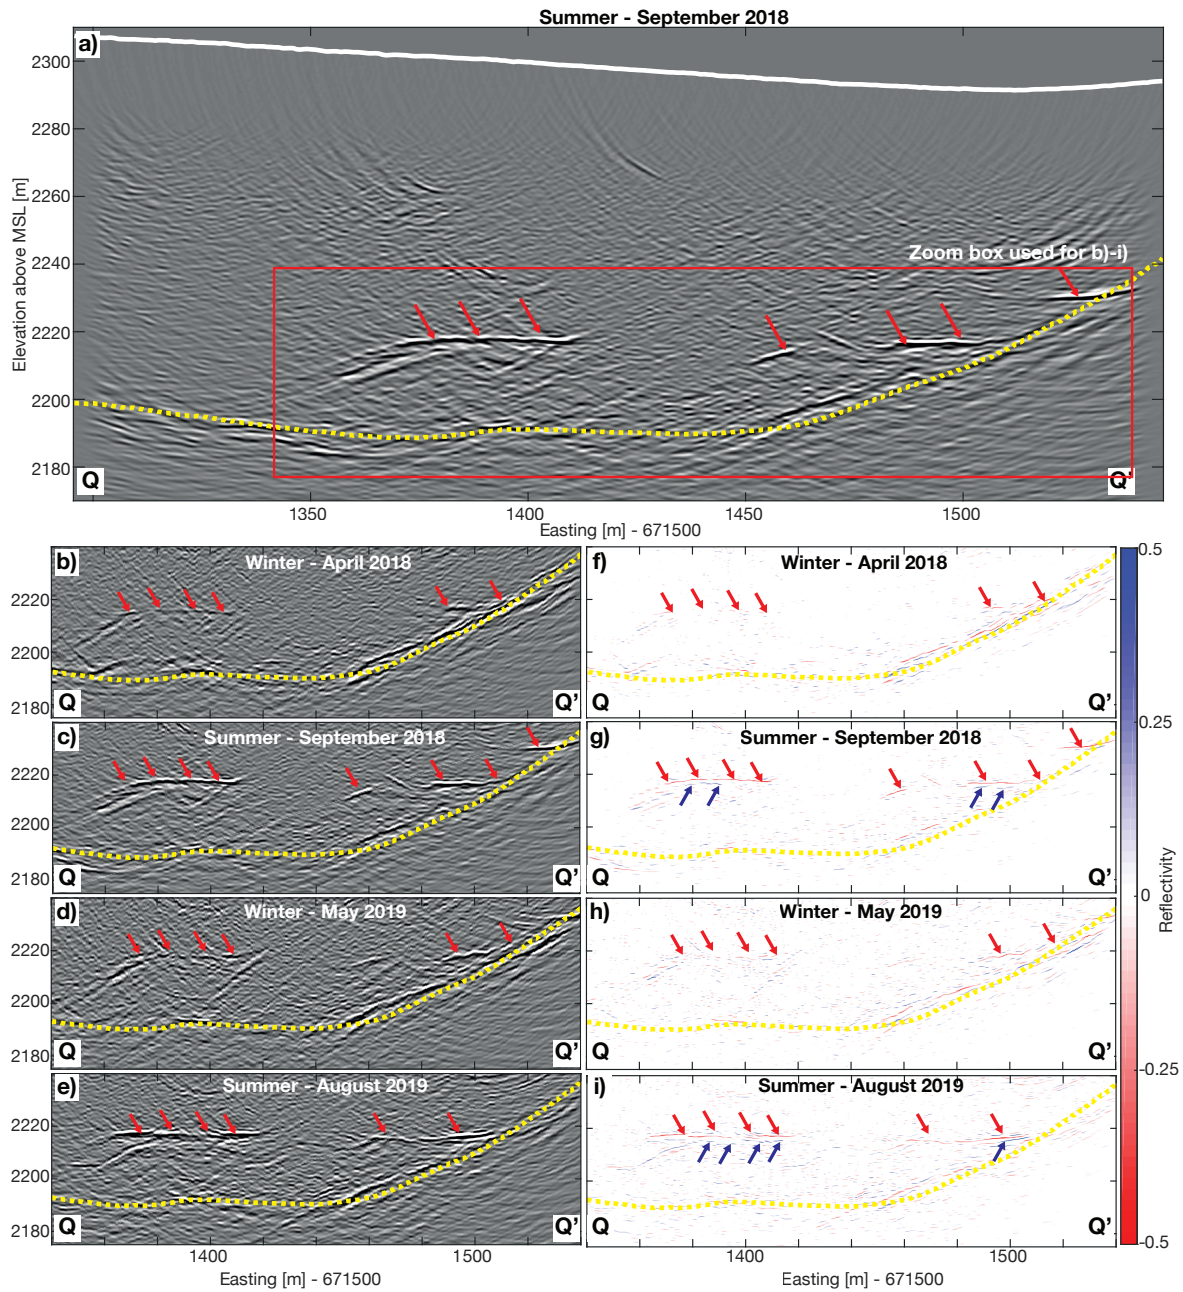 Summer - September 2018
a)
2300
2280
2260
2240
2220
2200
2180
Elevation above MSL [m]
Zoom box used for b)-i)
Q
Q'
1350
1400
1450
1500
Easting [m] - 671500
b)
Winter - April 2018
2220
2200
2180
Q
Q'
f)
Winter - April 2018
Q
Q'
c)
Summer - September 2018
2220
2200
2180
Q
Q'
g)
Summer - September 2018
Q
Q'
d)
Winter - May 2019
2220
2200
2180
Q
Q'
h)
Winter - May 2019
Q
Q'
e)
Summer - August 2019
2220
2200
2180
Q
Q'
1400
1500
Easting [m] - 671500
i)
Summer - August 2019
Q
Q'
1400
1500
Easting [m] - 671500
0.5
0.25
0
-0.25
-0.5
Reflectivity